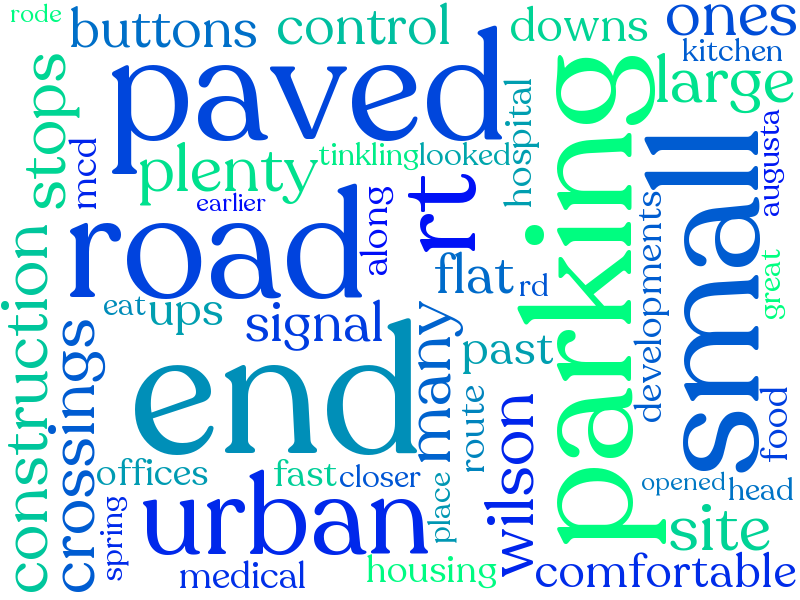 rode
buttons
control
downs
ones
kitchen
paved
large
stops
mcd
plenty
tinkling
looked
hospital
parking
small
augusta
earlier
road
along
rt
developments
flat
rd
great
construction
eat
ups
signal
many
past
crossings
end
route
wilson
food
offices
fast
closer
opened
head
spring
urban
place
site
medical
housing
comfortable